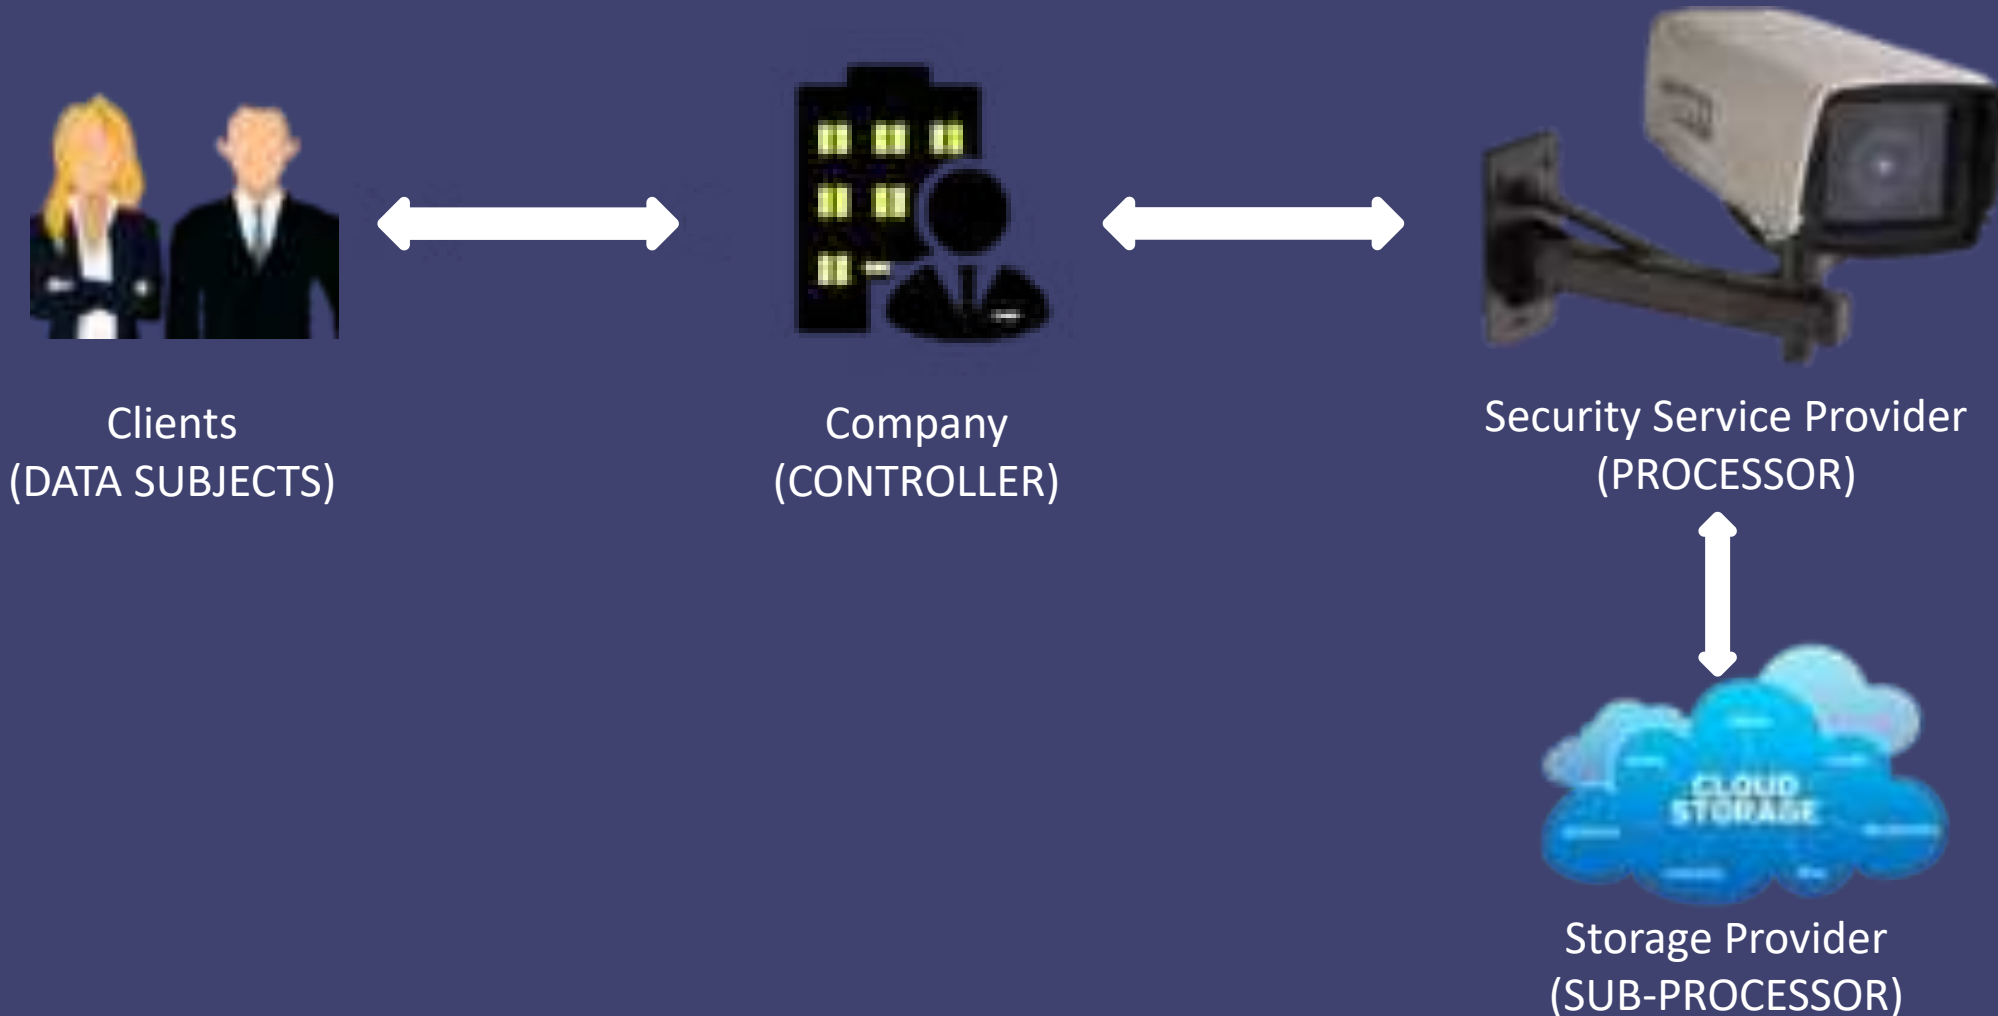 Clients
(DATA SUBJECTS)
Company
(CONTROLLER)
Security Service Provider
(PROCESSOR)
CLOUD
STORAGE
Storage Provider
(SUB-PROCESSOR)